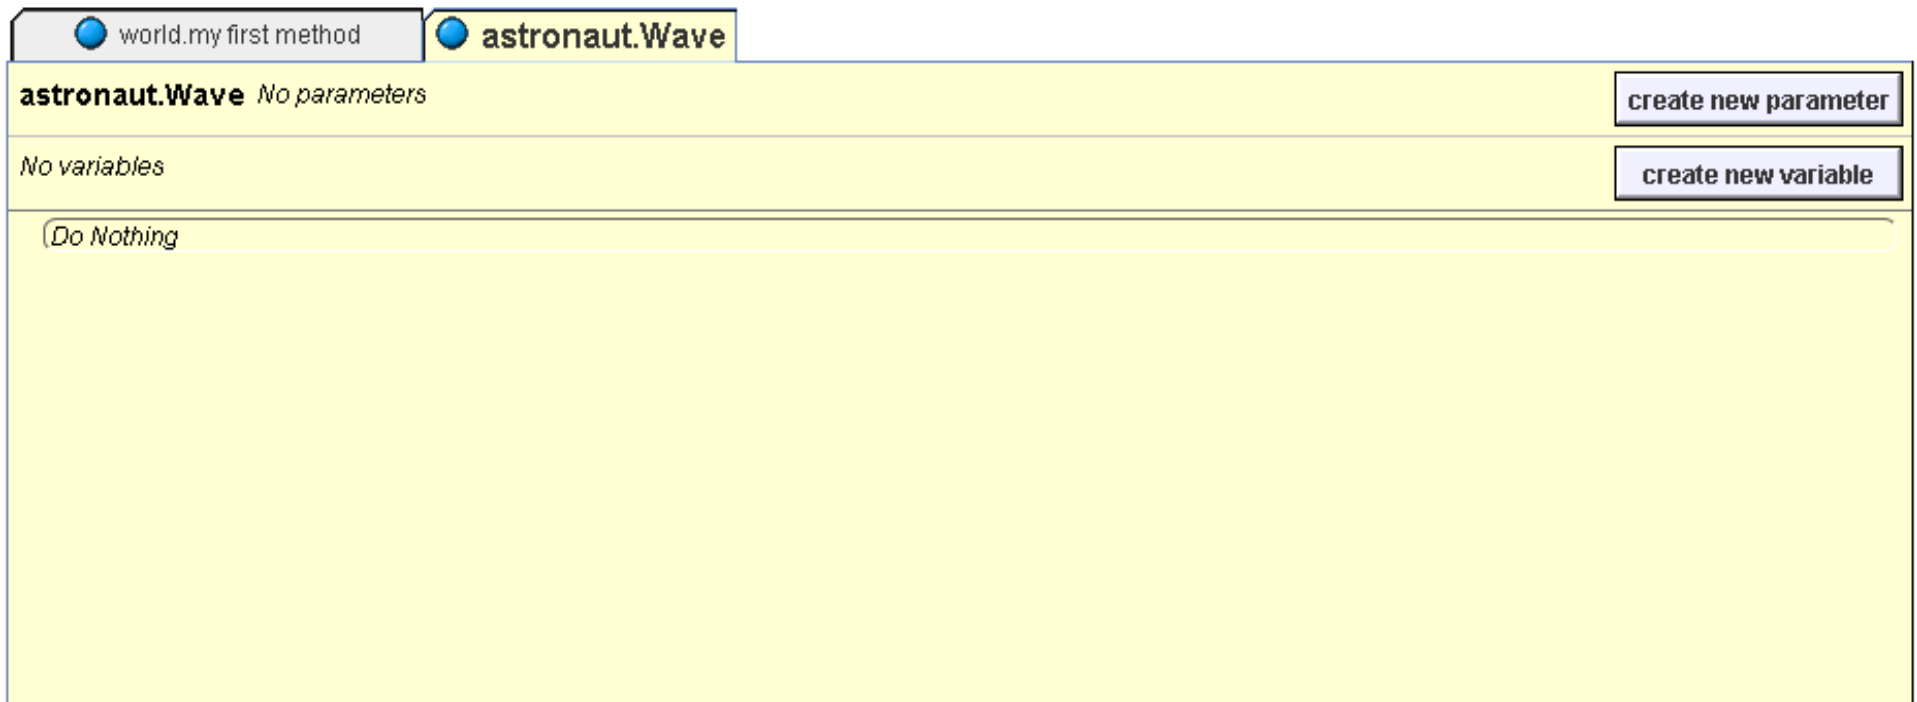 world.my first method
astronaut.Wave
astronaut.Wave No parameters
create new parameter
No variables
create new variable
Do Nothing